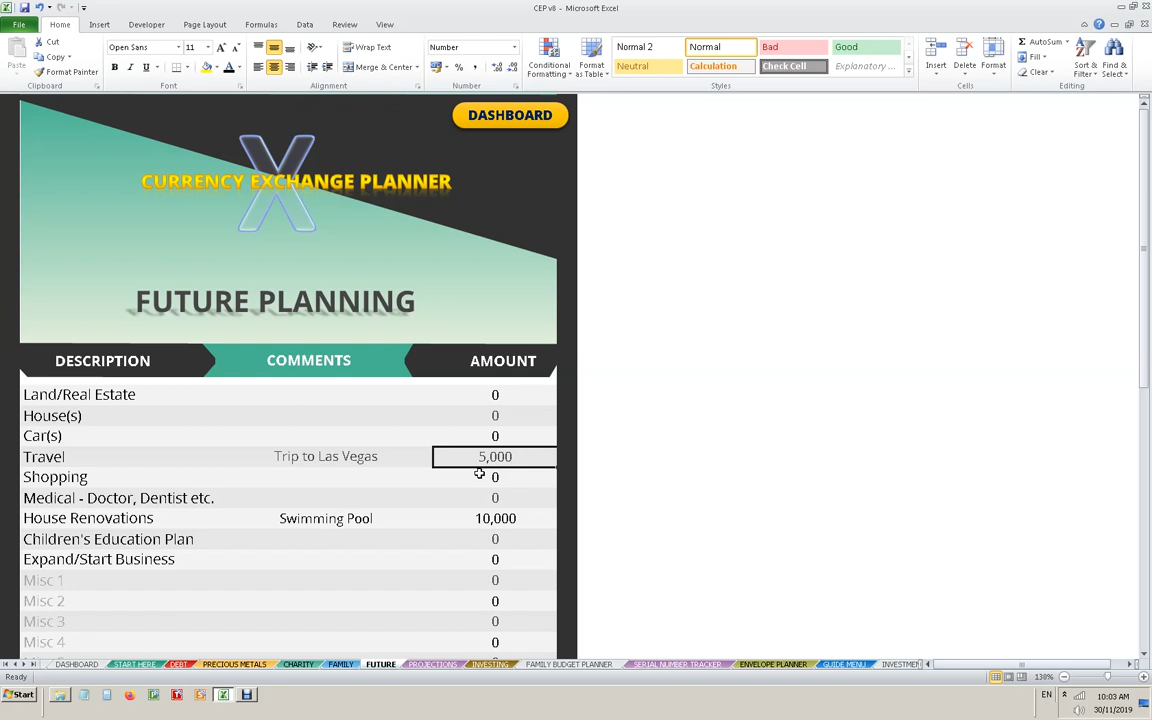 CEP v8 - Microsoft Excel
File Home Insert Developer Page Layout Formulas Data Review View
Paste
Cut
Copy
Format Painter
Clipboard
Open Sans 11
B I U
Font
Wrap Text
Merge & Center
Alignment
Number
Number
Conditional Formatting
Format as Table
Normal 2 Normal Bad Good
Neutral Calculation Check Cell Explanatory ...
Styles
Insert Delete Format
Cells
AutoSum
Fill
Clear
Sort & Filter
Find & Select
Editing
DASHBOARD
X
CURRENCY EXCHANGE PLANNER
FUTURE PLANNING
DESCRIPTION COMMENTS AMOUNT
Land/Real Estate 0
House(s) 0
Car(s) 0
Travel Trip to Las Vegas 5,000
Shopping 0
Medical - Doctor, Dentist etc. 0
House Renovations Swimming Pool 10,000
Children's Education Plan 0
Expand/Start Business 0
Misc 1 0
Misc 2 0
Misc 3 0
Misc 4 0
DASHBOARD START HERE DEBT PRECIOUS METALS CHARITY FAMILY FUTURE PROJECTIONS INVESTING FAMILY BUDGET PLANNER SERIAL NUMBER TRACKER ENVELOPE PLANNER GUIDE MENU INVESTMEN
Ready 130%
Start EN 10:03 AM
30/11/2019